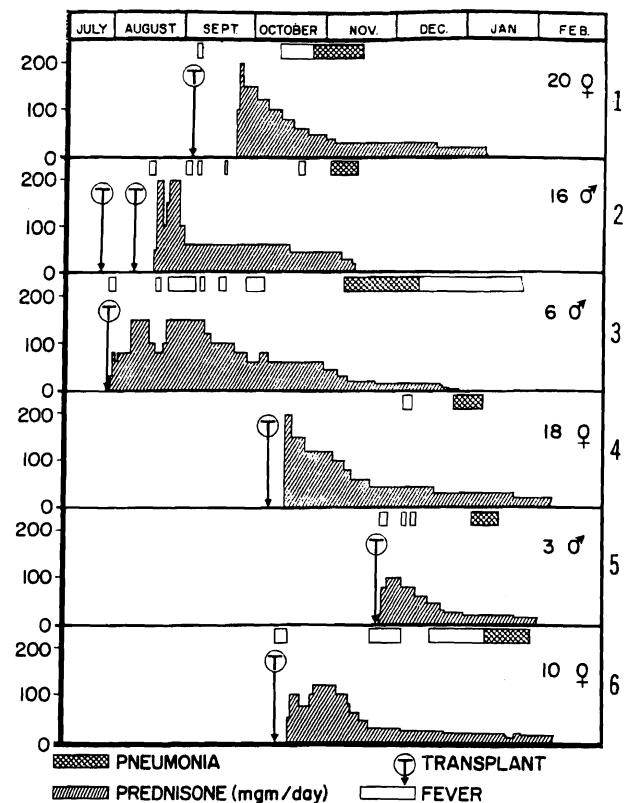 JULY AUGUST SEPT. OCTOBER NOV. DEC. JAN FEB.
200
100
0
T
20 ♀
1
200
100
0
T T
16 ♂
2
200
100
0
T
6 ♂
3
200
100
0
T
18 ♀
4
200
100
0
T
3 ♂
5
200
100
0
T
10 ♀
6
PNEUMONIA
T TRANSPLANT
PREDNISONE (mgm/day)
FEVER